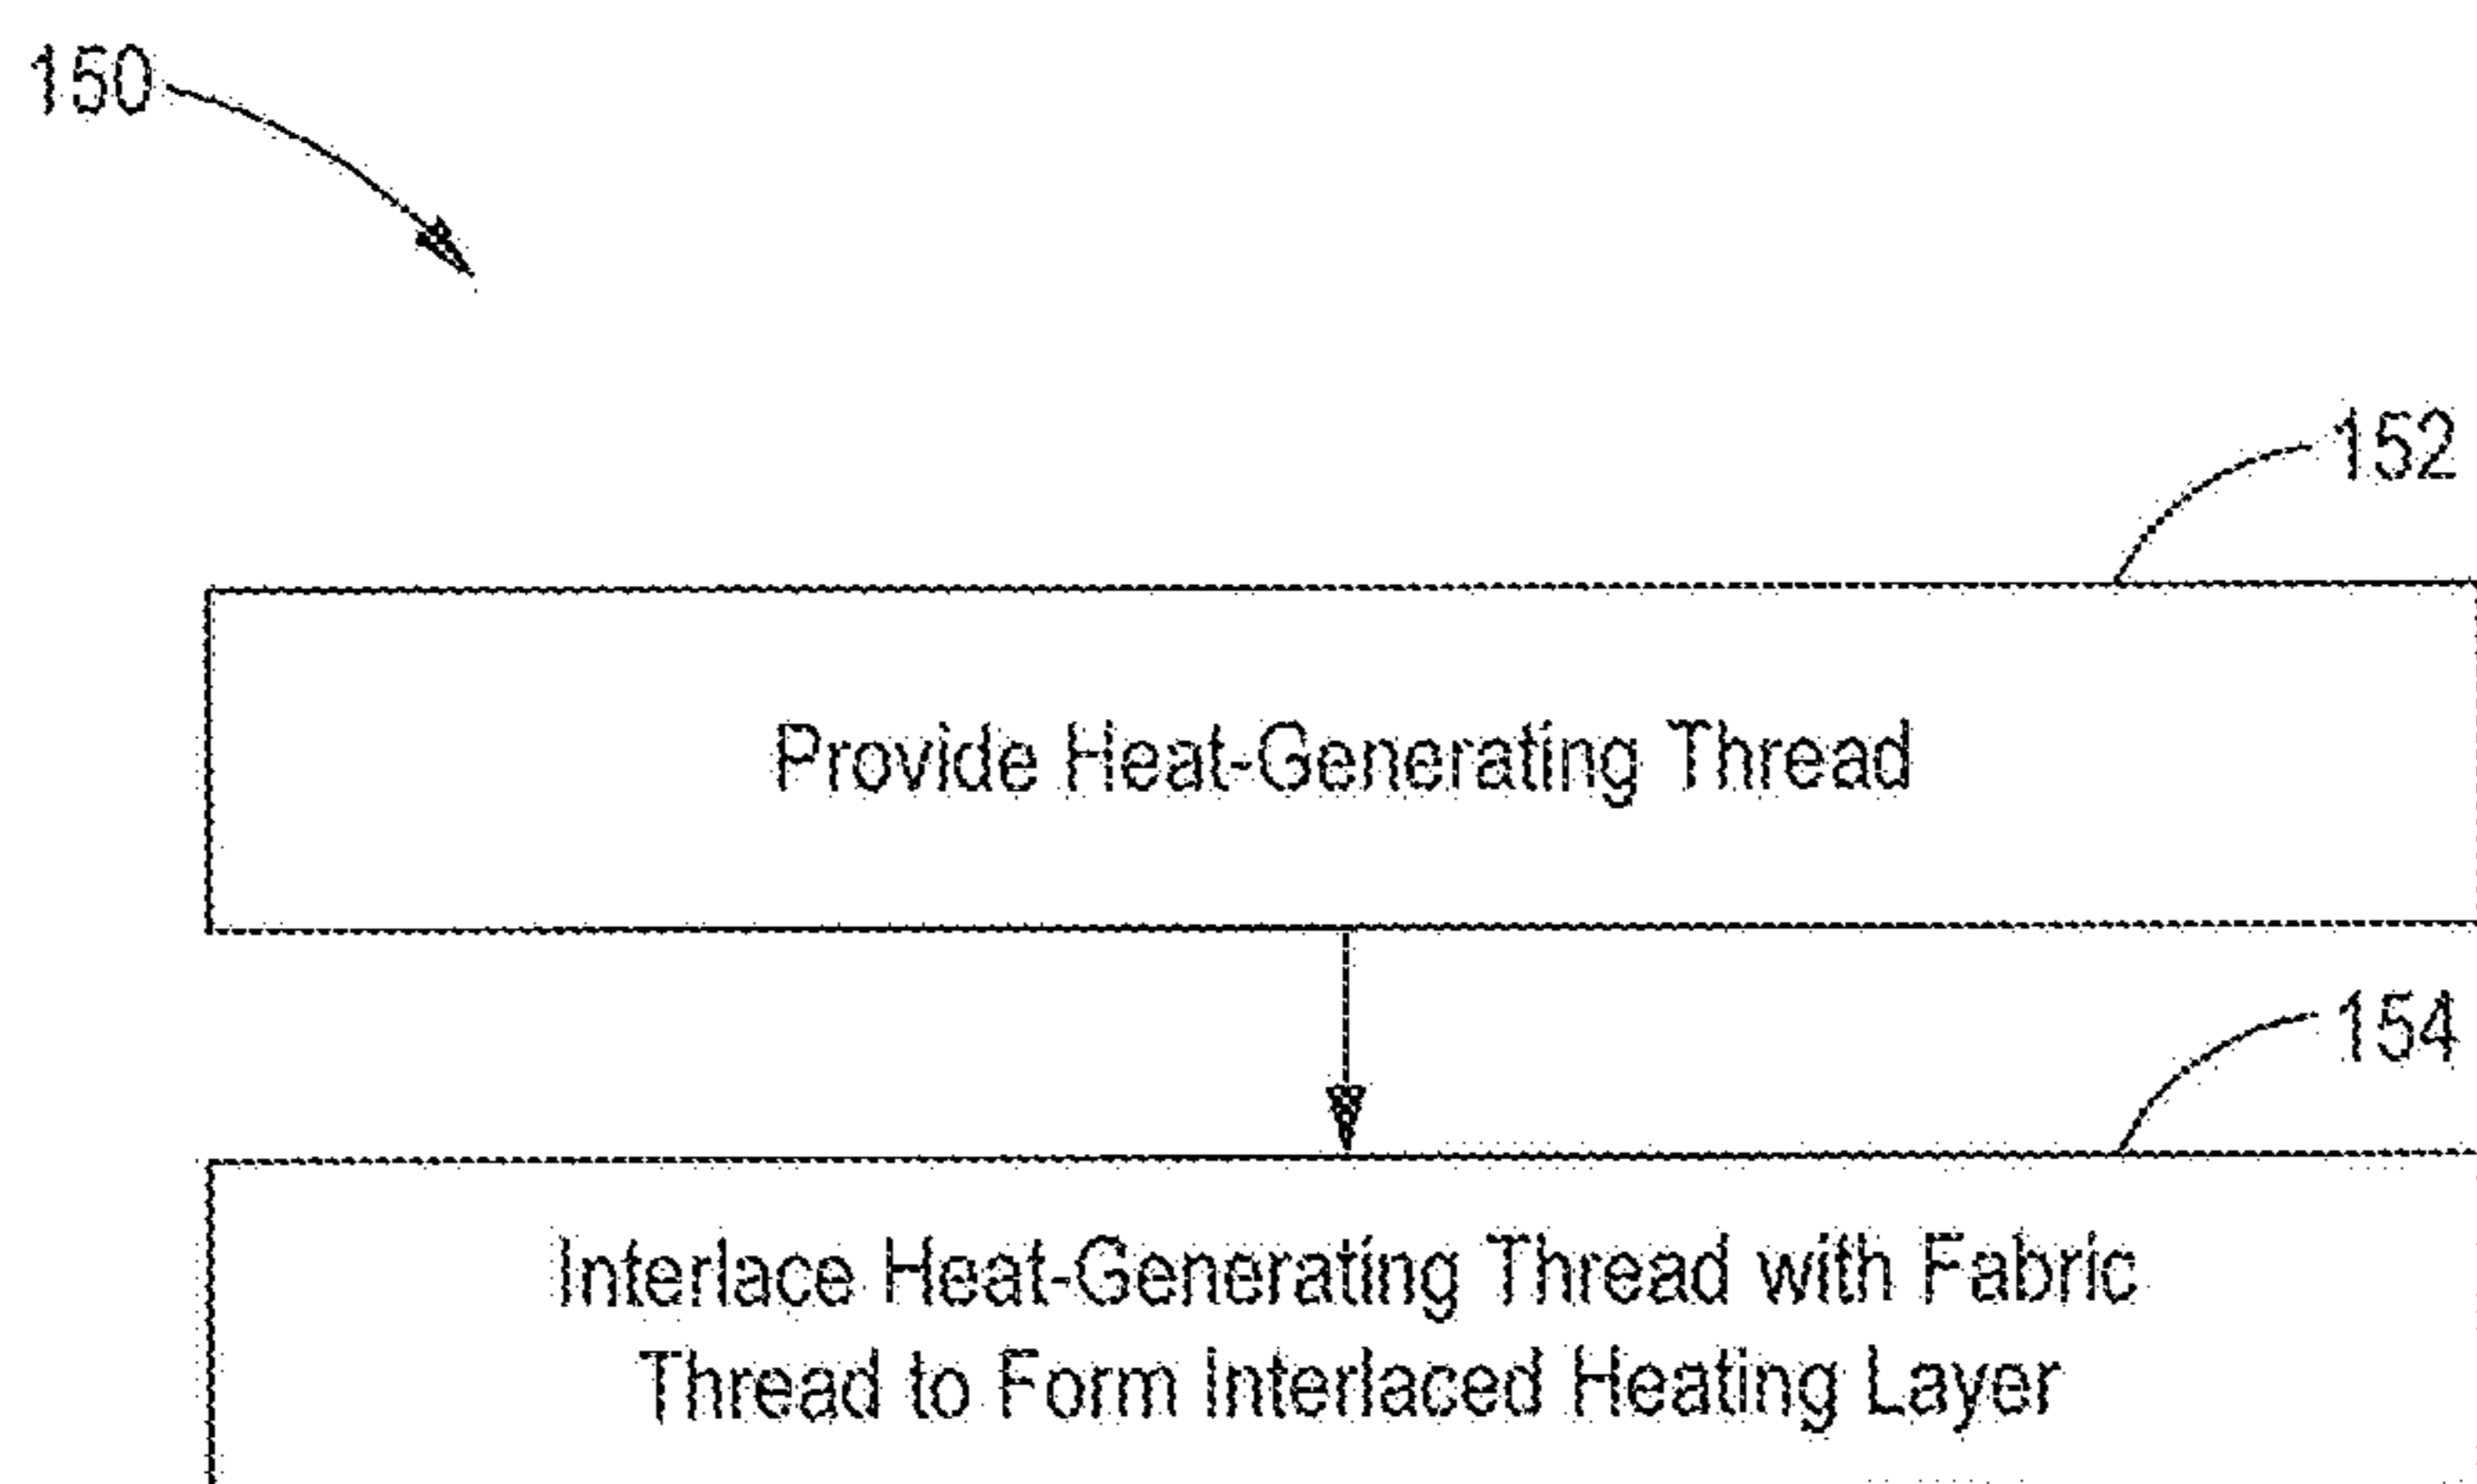 150
152
Provide Heat-Generating Thread
154
Interlace Heat-Generating Thread with Fabric
Thread to Form Interlaced Heating Layer